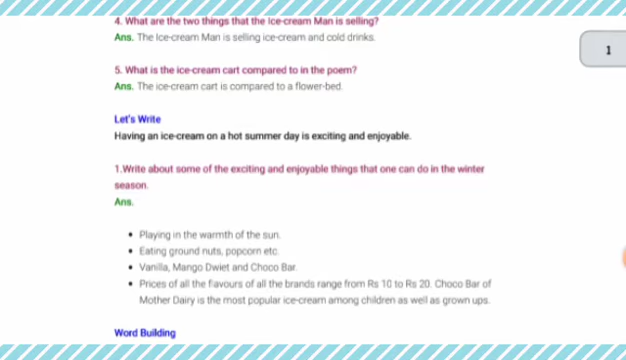 4. What are the two things that the Ice-cream Man is selling?
Ans. The Ice-cream Man is selling ice-cream and cold drinks.
1
5. What is the ice-cream cart compared to in the poem?
Ans. The ice-cream cart is compared to a flower-bed.
Let's Write
Having an ice-cream on a hot summer day is exciting and enjoyable.
1.Write about some of the exciting and enjoyable things that one can do in the winter
season.
Ans.
• Playing in the warmth of the sun.
• Eating ground nuts, popcorn etc.
• Vanilla, Mango Dwiet and Choco Bar.
• Prices of all the flavours of all the brands range from Rs 10 to Rs 20. Choco Bar of
Mother Dairy is the most popular ice-cream among children as well as grown ups.
Word Building